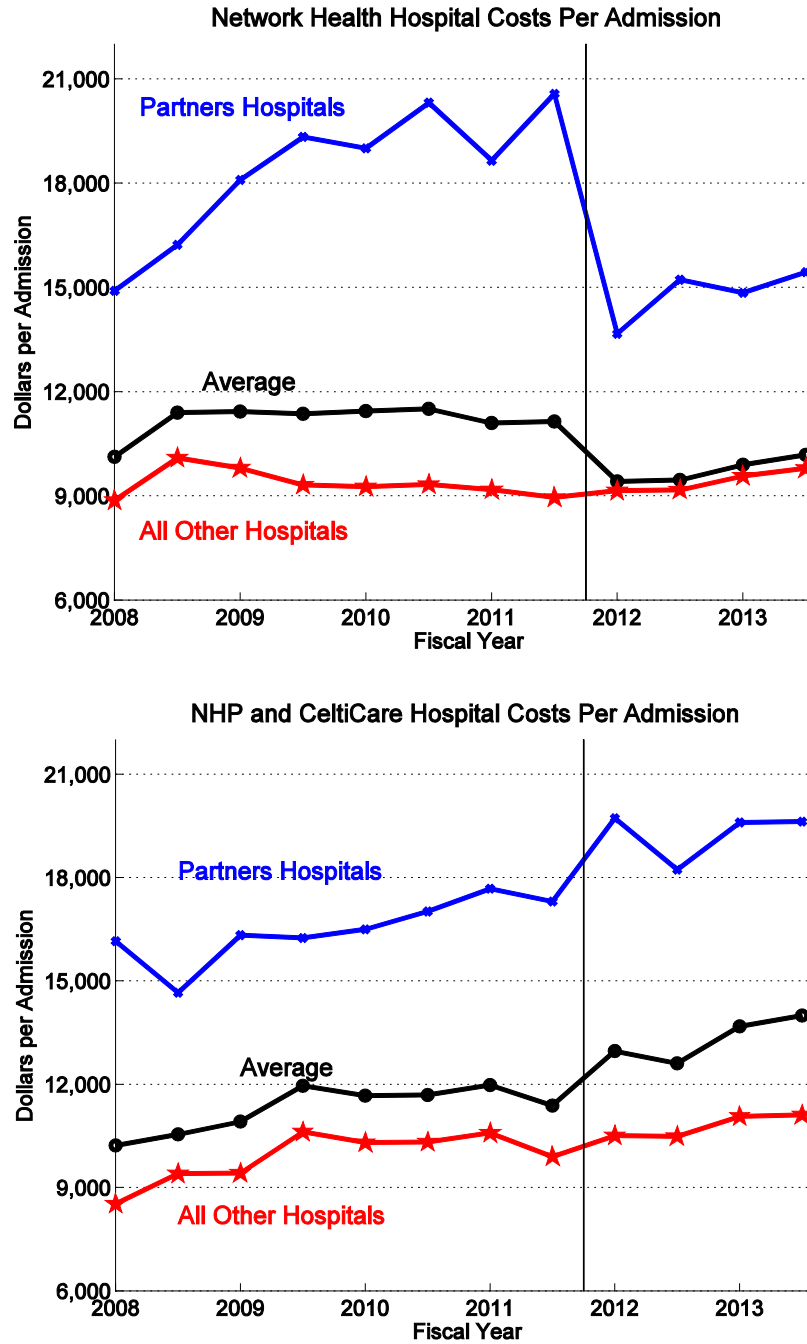 Network Health Hospital Costs Per Admission
21,000
Partners Hospitals
18,000
15,000
Dollars per Admission
12,000
Average
9,000
All Other Hospitals
6,000
2008 2009 2010 2011 2012 2013
Fiscal Year
NHP and CeltiCare Hospital Costs Per Admission
21,000
Partners Hospitals
18,000
15,000
Dollars per Admission
12,000
Average
9,000
All Other Hospitals
6,000
2008 2009 2010 2011 2012 2013
Fiscal Year